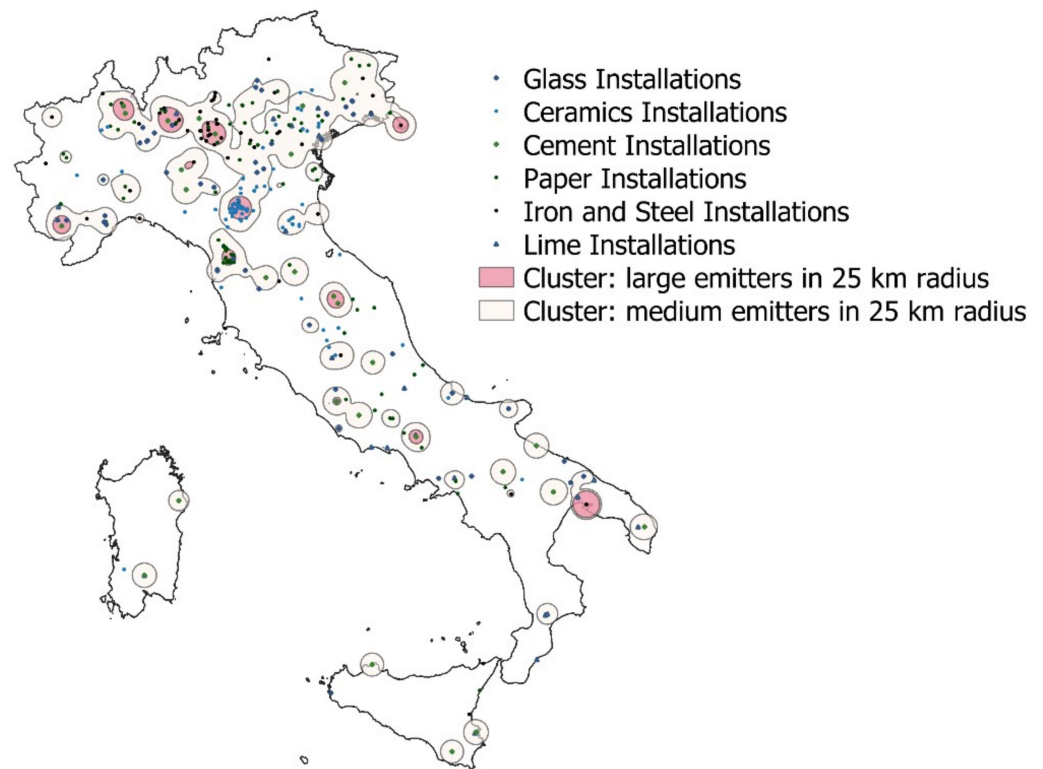 Glass Installations
Ceramics Installations
Cement Installations
Paper Installations
Iron and Steel Installations
Lime Installations
Cluster: large emitters in 25 km radius
Cluster: medium emitters in 25 km radius